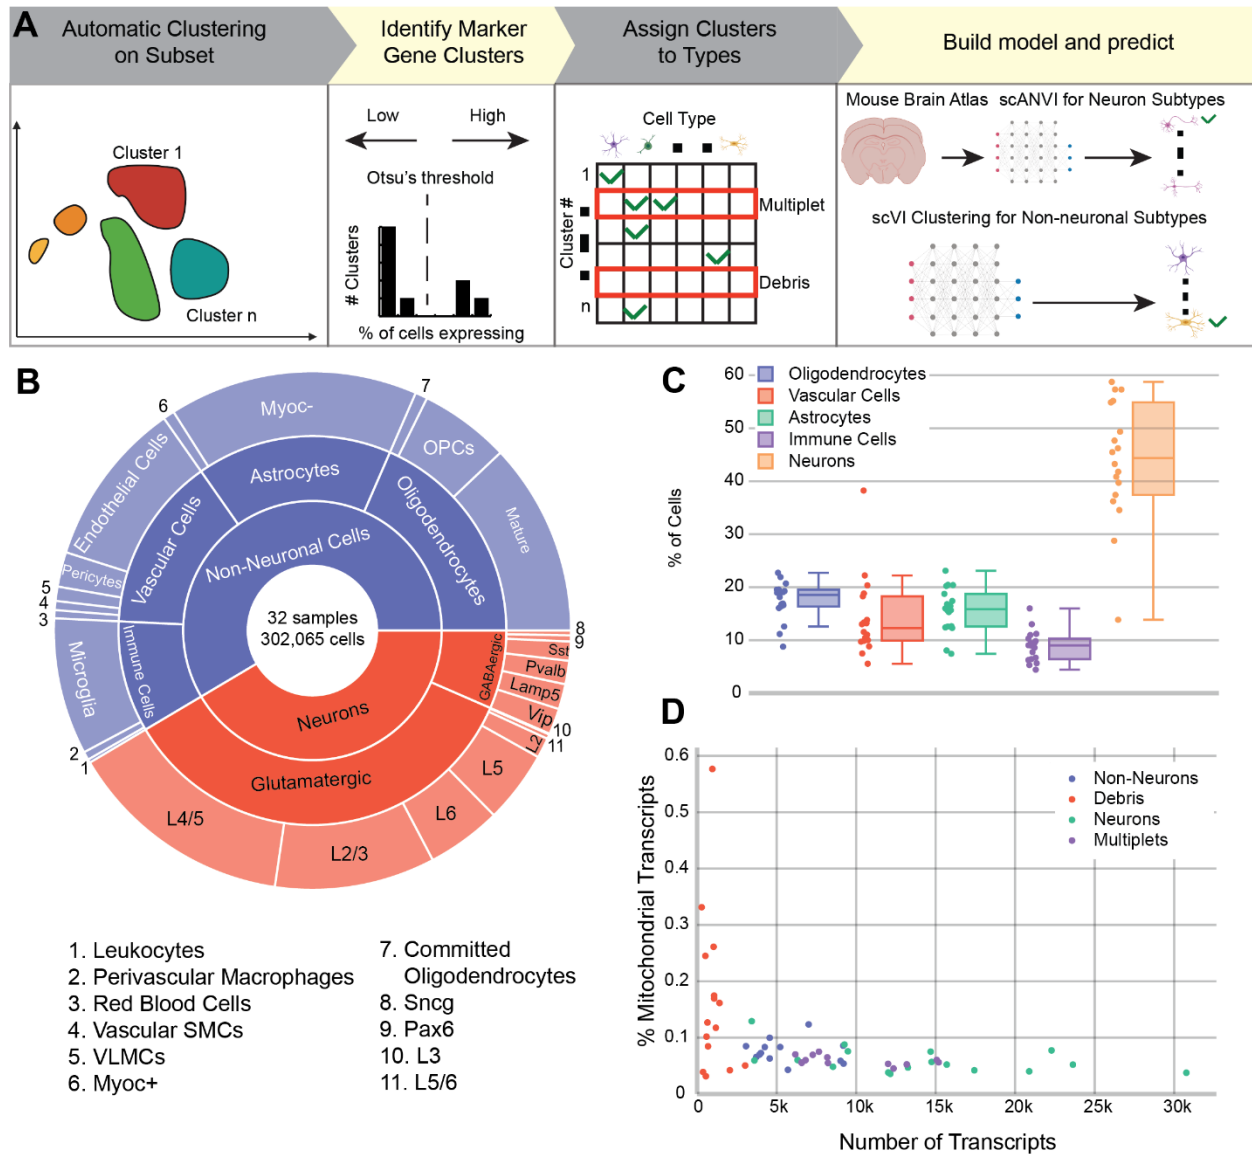 A
Automatic Clustering
on Subset
Identify Marker
Gene Clusters
Assign Clusters
to Types
Build model and predict
Cluster 1
Cluster n
Low
High
Otsu's threshold
# Clusters
% of cells expressing
Cell Type
Cluster #
1
n
Multiplet
Debris
Mouse Brain Atlas
scANVI for Neuron Subtypes
scVI Clustering for Non-neuronal Subtypes
B
32 samples
302,065 cells
Non-Neuronal Cells
Neurons
Immune Cells
Vascular Cells
Astrocytes
Oligodendrocytes
GABAergic
Glutamatergic
1
2
Microglia
3
4
5
Pericytes
Endothelial Cells
6
Myoc-
7
OPCs
Mature
8
9
Sst
Pvalb
Lamp5
Vip
10
11
L2
L5
L6
L2/3
L4/5
1. Leukocytes
2. Perivascular Macrophages
3. Red Blood Cells
4. Vascular SMCs
5. VLMCs
6. Myoc+
7. Committed
Oligodendrocytes
8. Sncg
9. Pax6
10. L3
11. L5/6
C
Oligodendrocytes
Vascular Cells
Astrocytes
Immune Cells
Neurons
% of Cells
60
50
40
30
20
10
0
D
% Mitochondrial Transcripts
0.6
0.5
0.4
0.3
0.2
0.1
0
Non-Neurons
Debris
Neurons
Multiplets
0
5k
10k
15k
20k
25k
30k
Number of Transcripts